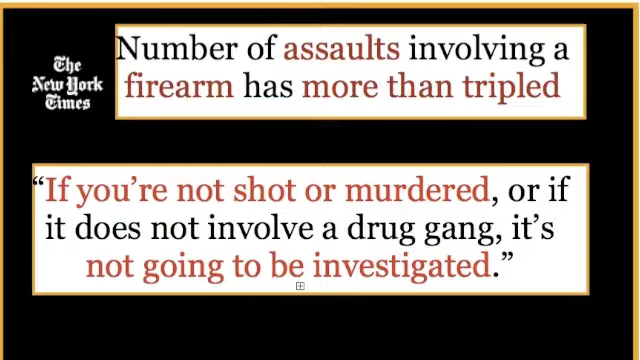 The
New York
Times
Number of assaults involving a
firearm has more than tripled
“If you’re not shot or murdered, or if
it does not involve a drug gang, it’s
not going to be investigated.”